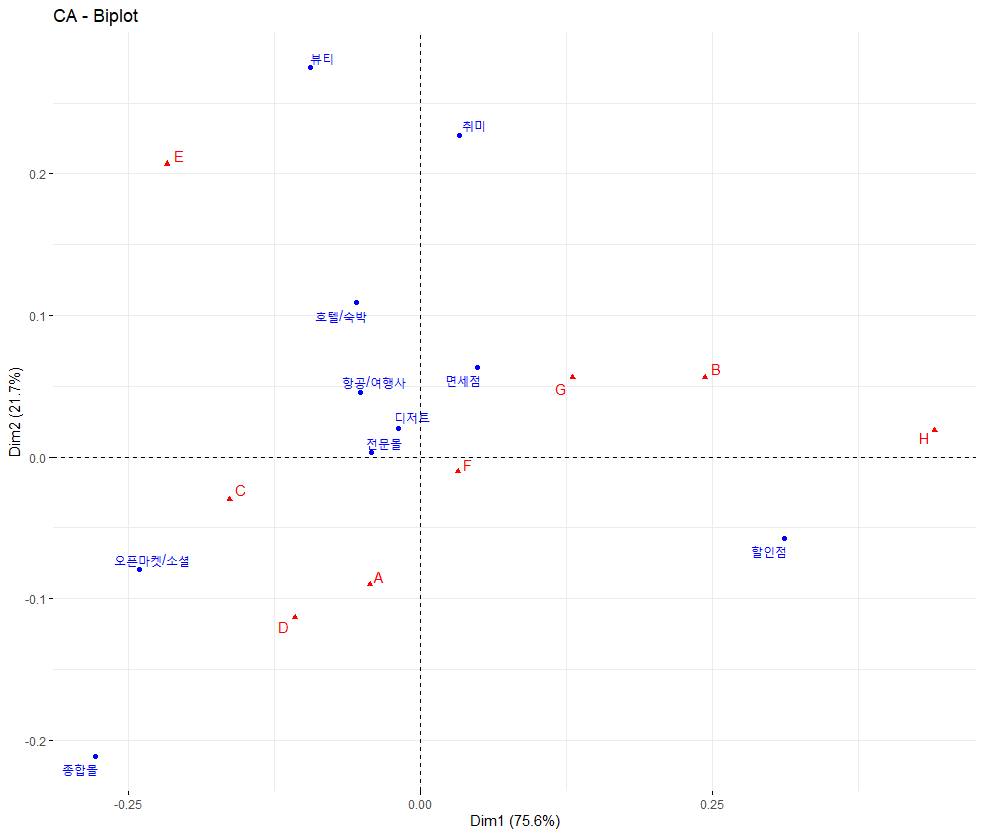 CA - Biplot
뷰티
취미
E
0.2
호텔/숙박
0.1
항공/여행사
면세점
B
G
디저트
H
전문몰
0.0
F
C
할인점
오픈마켓/소셜
A
-0.1
D
-0.2
종합몰
-0.25
0.00
0.25
Dim1 (75.6%)
Dim2 (21.7%)